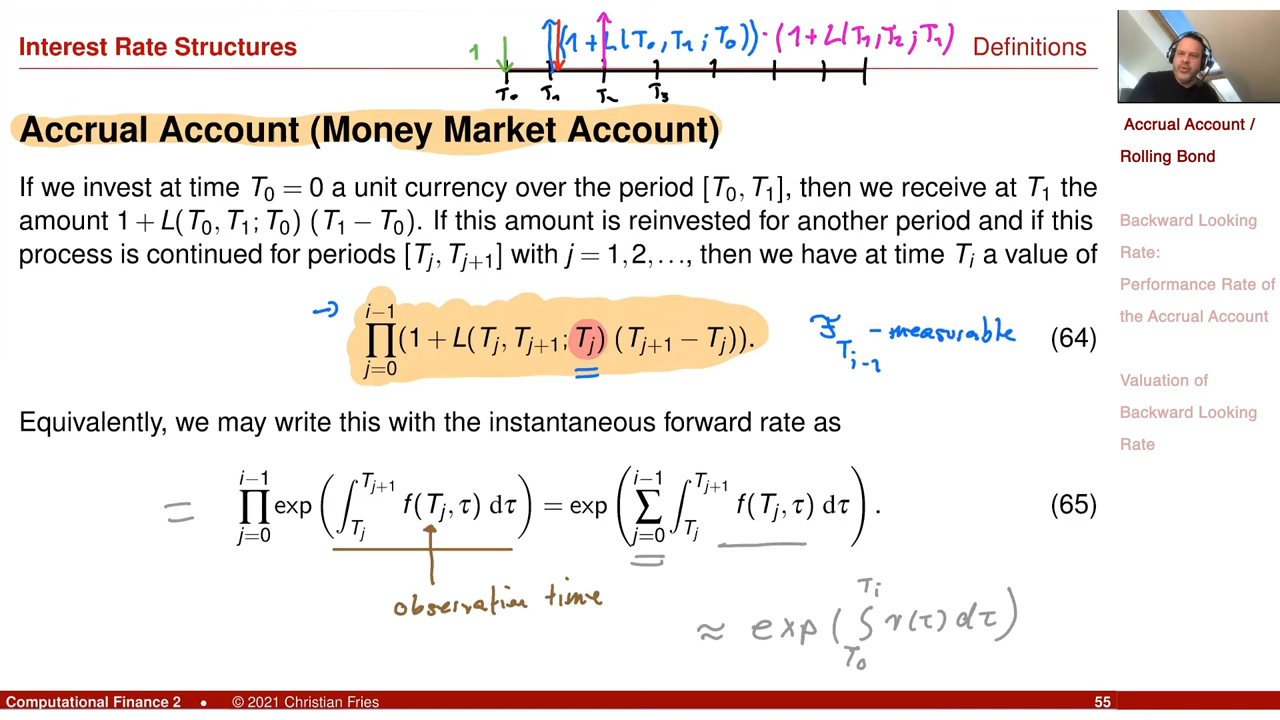 Interest Rate Structures
1 (1+L(T₀,T₁;T₀))·(1+L(T₁,T₂;T₁)
Definitions
T₀ T₁ T₂ T₃
Accrual Account (Money Market Account)
If we invest at time T₀ = 0 a unit currency over the period [T₀, T₁], then we receive at T₁ the
amount 1 + L(T₀, T₁; T₀) (T₁ − T₀). If this amount is reinvested for another period and if this
process is continued for periods [Tⱼ, Tⱼ₊₁] with j = 1, 2, …, then we have at time Tᵢ a value of
→ ∏_{j=0}^{i−1} (1 + L(Tⱼ, Tⱼ₊₁; Tⱼ) (Tⱼ₊₁ − Tⱼ)). ℱ_{T_{i-1}} - measurable (64)
Equivalently, we may write this with the instantaneous forward rate as
= ∏_{j=0}^{i−1} exp(∫_{Tⱼ}^{Tⱼ₊₁} f(Tⱼ, τ) dτ) = exp(∑_{j=0}^{i−1} ∫_{Tⱼ}^{Tⱼ₊₁} f(Tⱼ, τ) dτ). (65)
observation time
≈ exp(∫_{T₀}^{Tᵢ} r(τ) dτ)
Accrual Account /
Rolling Bond
Backward Looking
Rate:
Performance Rate of
the Accrual Account
Valuation of
Backward Looking
Rate
Computational Finance 2 • © 2021 Christian Fries 55